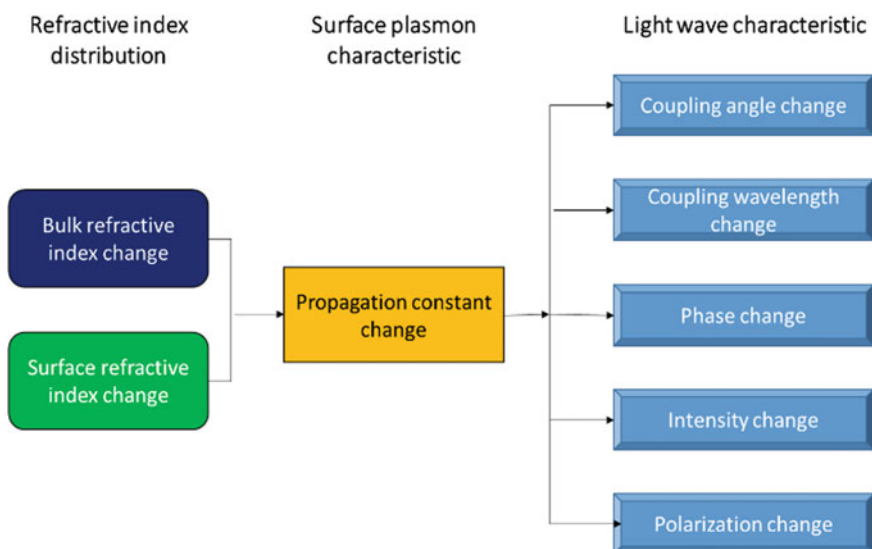 Refractive index
distribution
Surface plasmon
characteristic
Light wave characteristic
Bulk refractive
index change
Surface refractive
index change
Propagation constant
change
Coupling angle change
Coupling wavelength
change
Phase change
Intensity change
Polarization change